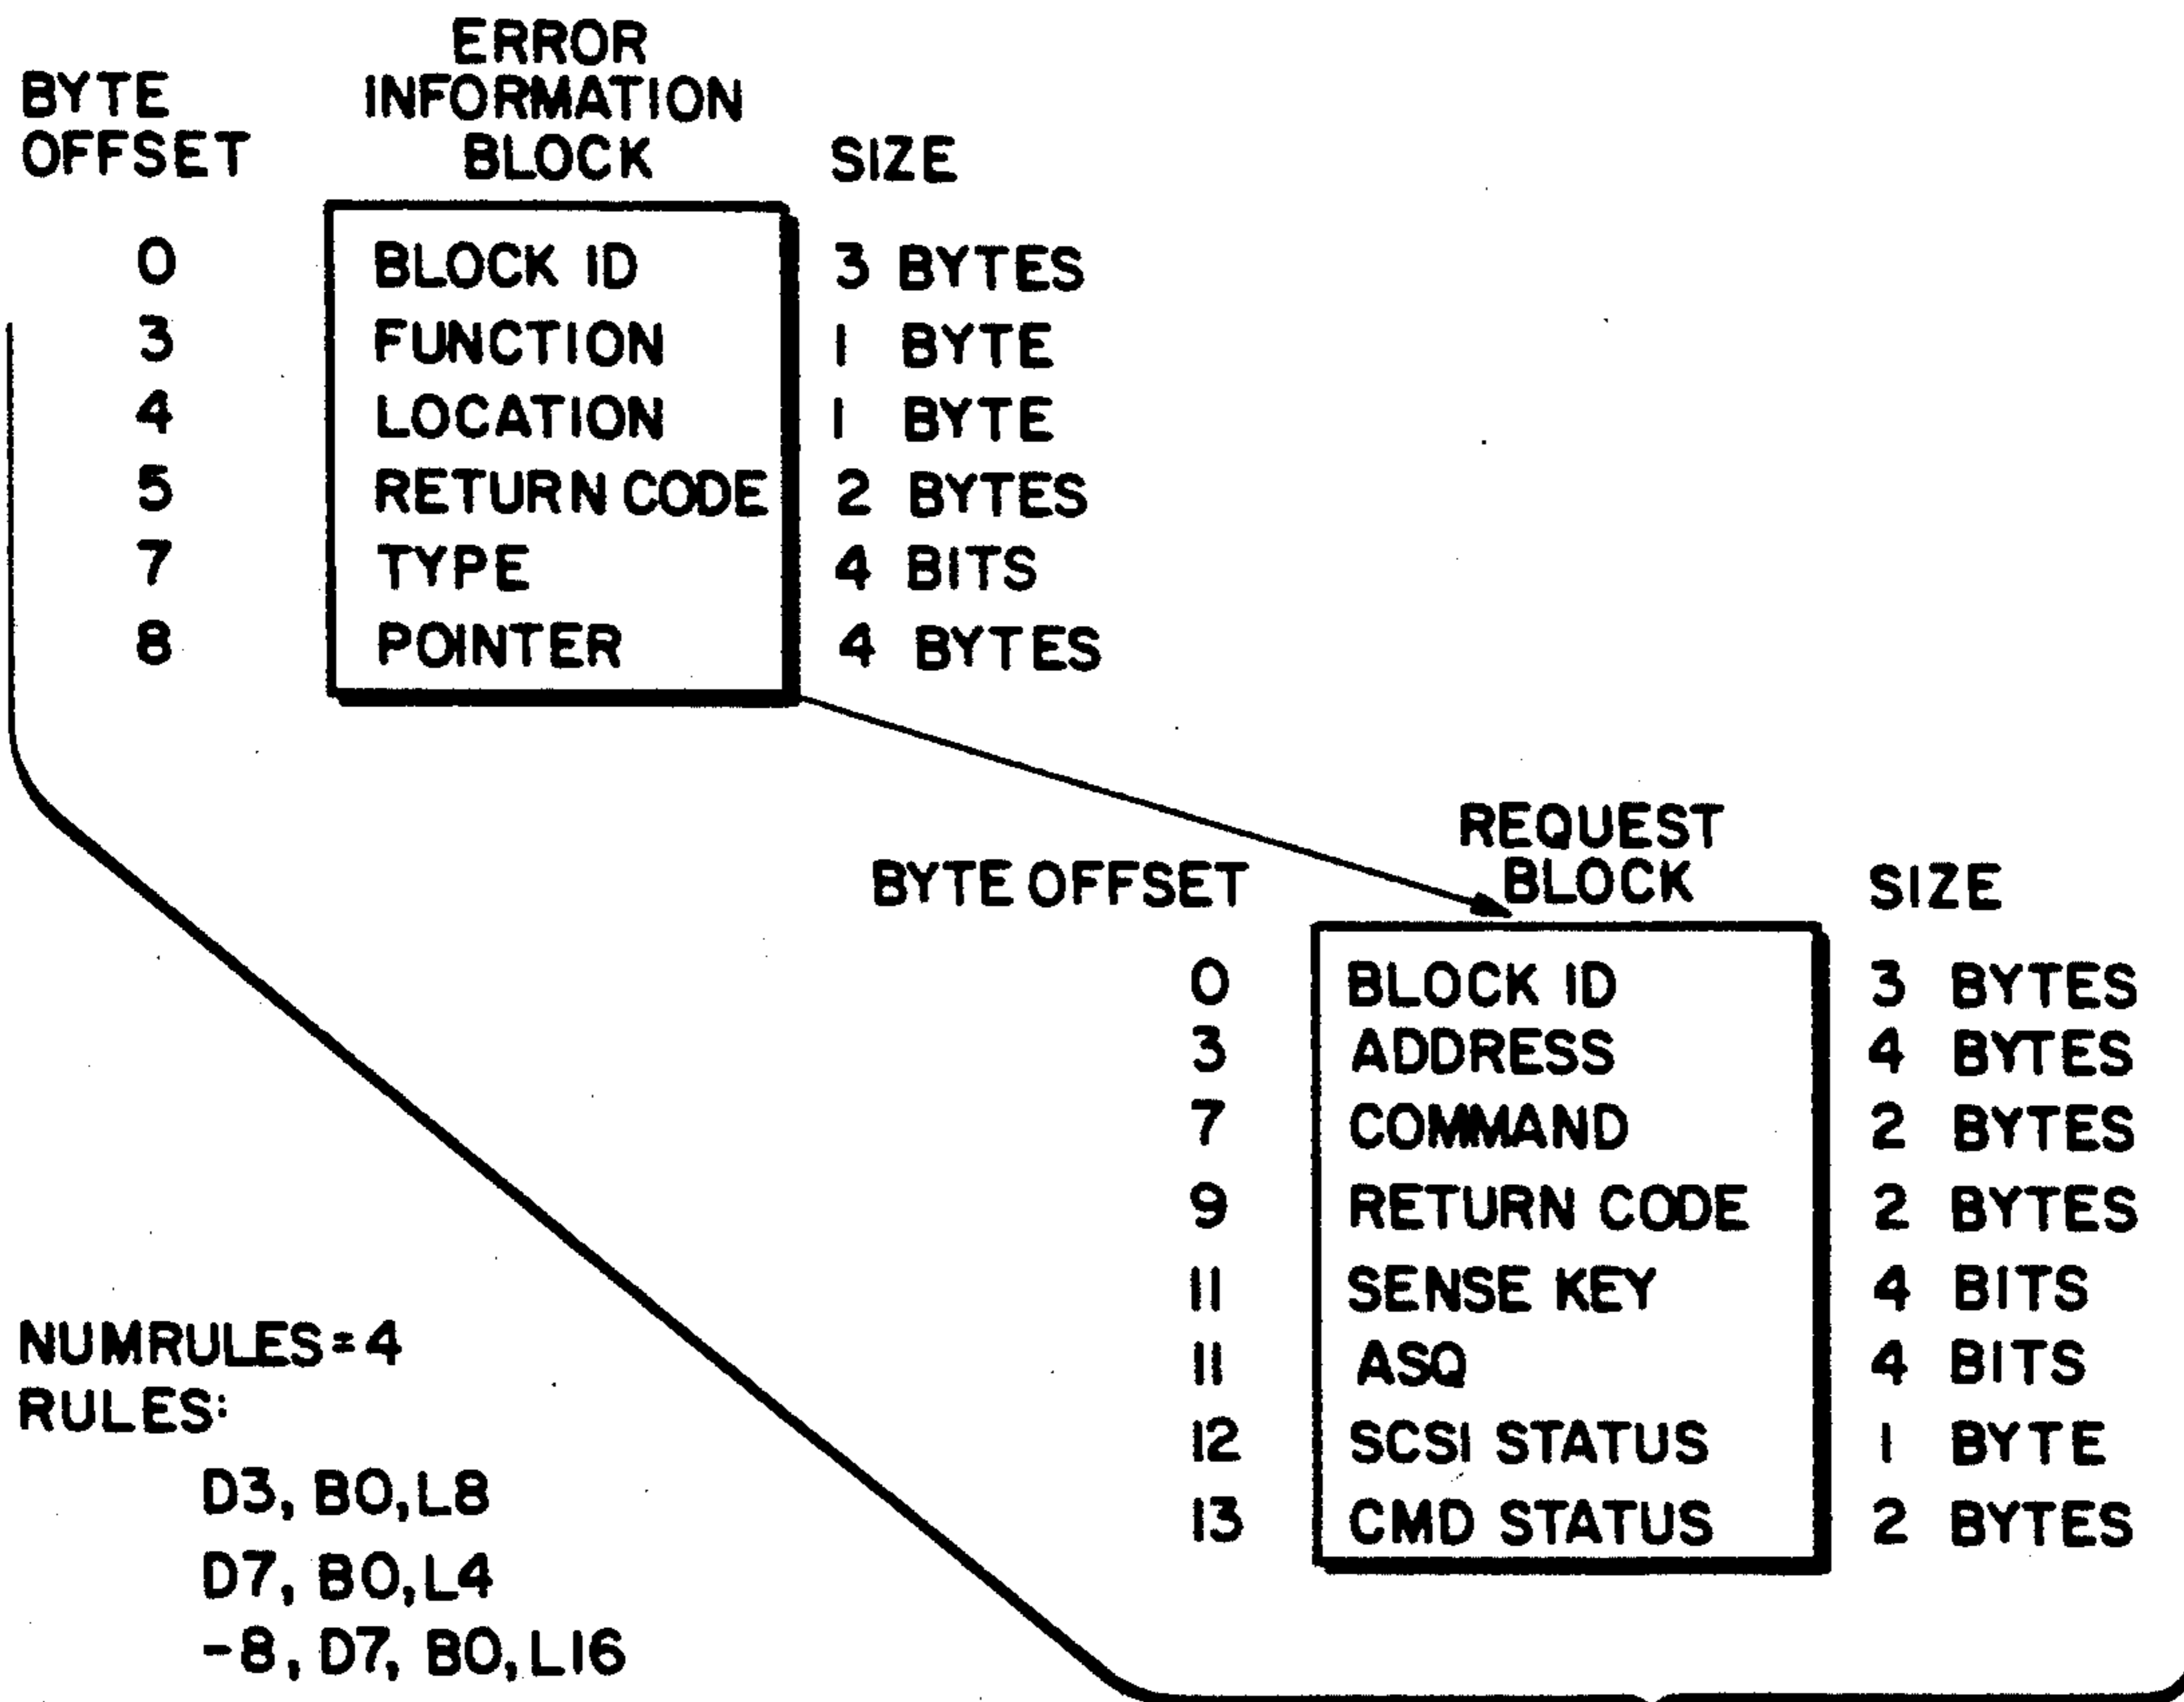 ERROR
INFORMATION
BLOCK
BYTE
OFFSET
SIZE
0 BLOCK ID 3 BYTES
3 FUNCTION 1 BYTE
4 LOCATION 1 BYTE
5 RETURN CODE 2 BYTES
7 TYPE 4 BITS
8 POINTER 4 BYTES
REQUEST
BLOCK
BYTE OFFSET SIZE
0 BLOCK ID 3 BYTES
3 ADDRESS 4 BYTES
7 COMMAND 2 BYTES
9 RETURN CODE 2 BYTES
11 SENSE KEY 4 BITS
11 ASQ 4 BITS
12 SCSI STATUS 1 BYTE
13 CMD STATUS 2 BYTES
NUMRULES=4
RULES:
D3, B0,L8
D7, B0,L4
-8, D7, B0, L16